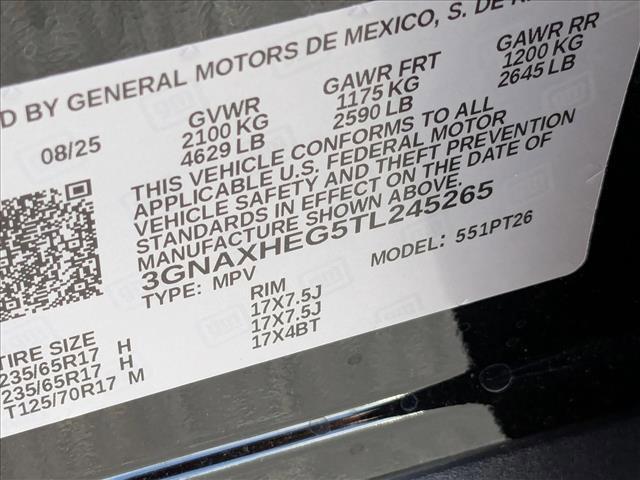 D BY GENERAL MOTORS DE MEXICO, S. DE R
08/25
GVWR
2100 KG
4629 LB
GAWR FRT
1175 KG
2590 LB
GAWR RR
1200 KG
2645 LB
THIS VEHICLE CONFORMS TO ALL
APPLICABLE U.S. FEDERAL MOTOR
VEHICLE SAFETY AND THEFT PREVENTION
STANDARDS IN EFFECT ON THE DATE OF
MANUFACTURE SHOWN ABOVE.
3GNAXHEG5TL245265
TYPE: MPV
MODEL: 551PT26
TIRE SIZE
235/65R17 H
235/65R17 H
T125/70R17 M
RIM
17X7.5J
17X7.5J
17X4BT